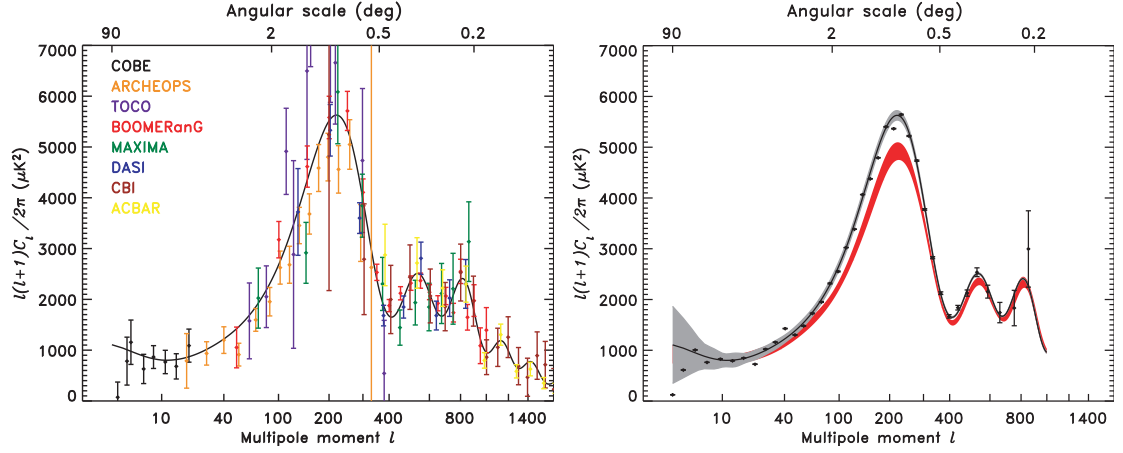 Angular scale (deg)
90 2 0.5 0.2
7000
6000
5000
4000
3000
2000
1000
0
l(l+1)Cₗ/2π (μK²)
COBE
ARCHEOPS
TOCO
BOOMERanG
MAXIMA
DASI
CBI
ACBAR
10 40 100 200 400 800 1400
Multipole moment l
Angular scale (deg)
90 2 0.5 0.2
7000
6000
5000
4000
3000
2000
1000
0
l(l+1)Cₗ/2π (μK²)
10 40 100 200 400 800 1400
Multipole moment l